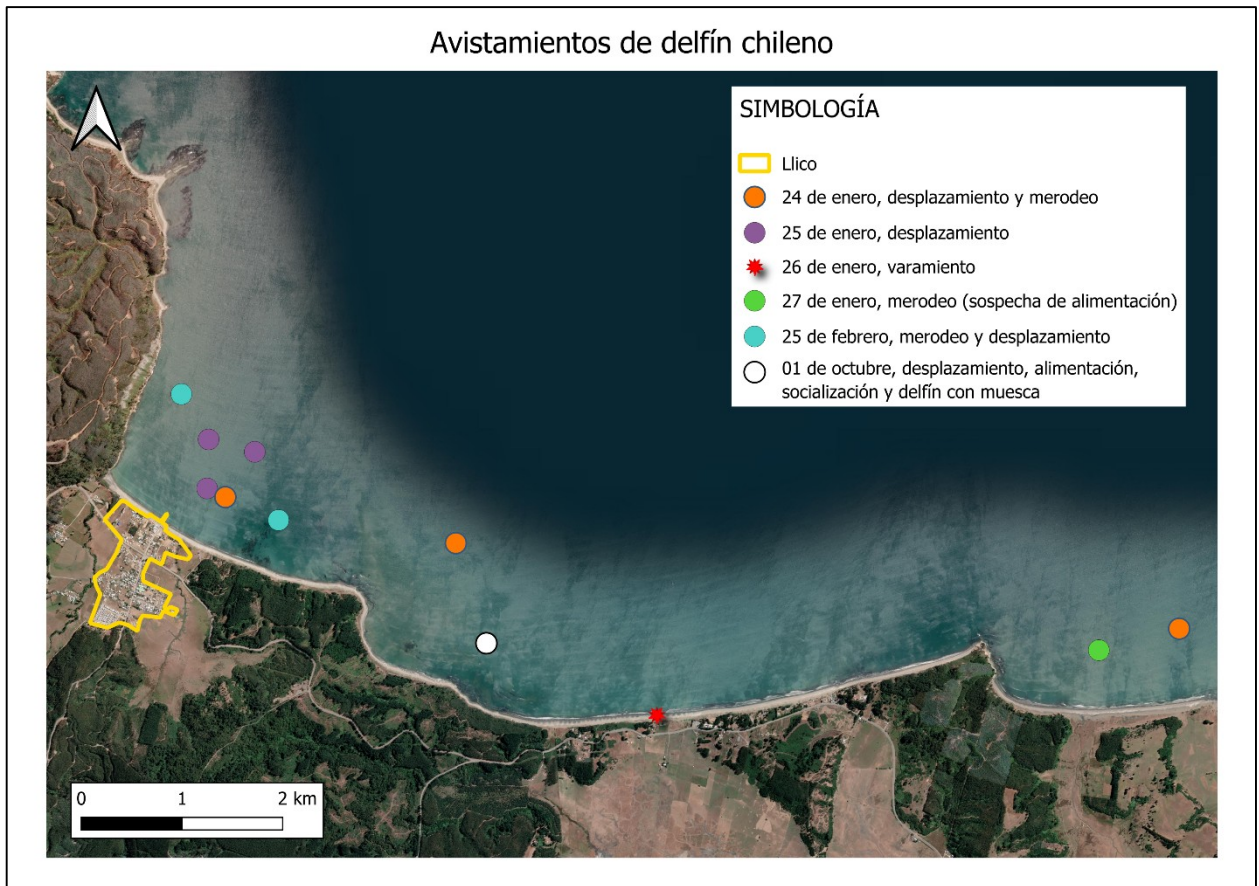 Avistamientos de delfín chileno
SIMBOLOGÍA
Llico
24 de enero, desplazamiento y merodeo
25 de enero, desplazamiento
26 de enero, varamiento
27 de enero, merodeo (sospecha de alimentación)
25 de febrero, merodeo y desplazamiento
01 de octubre, desplazamiento, alimentación,
socialización y delfín con muesca
0 1 2 km